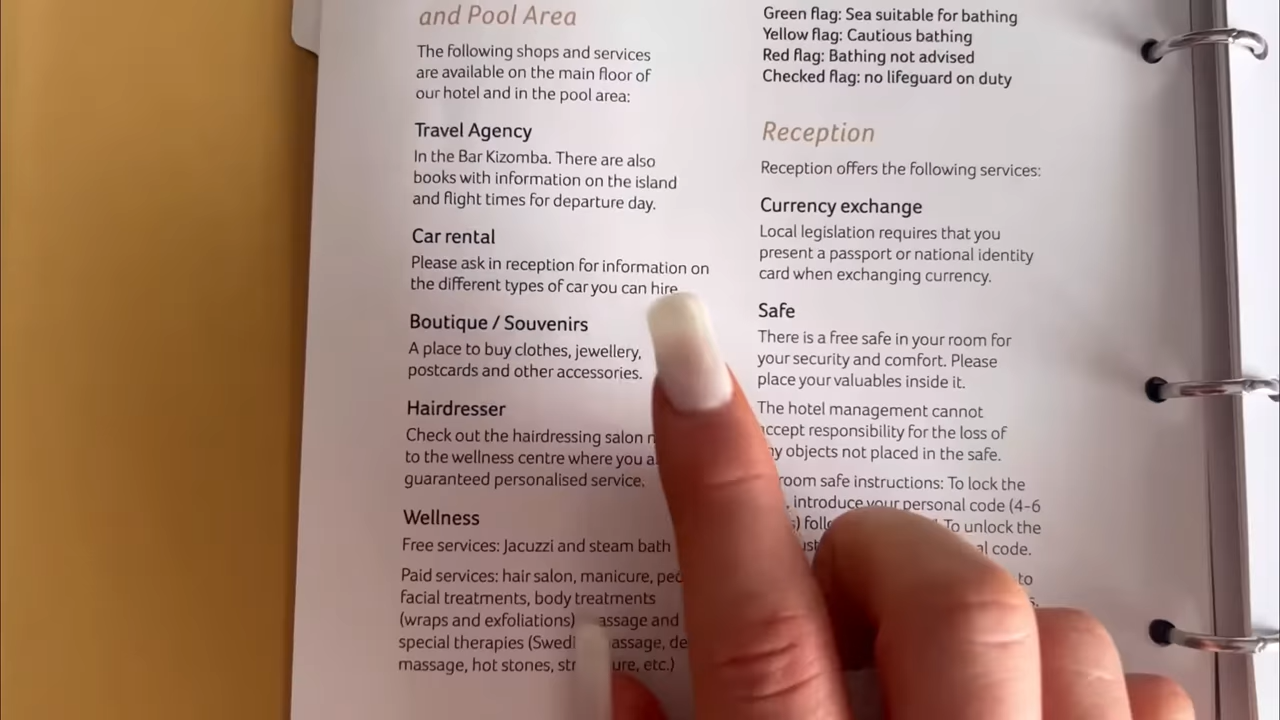 and Pool Area
The following shops and services
are available on the main floor of
our hotel and in the pool area:
Travel Agency
In the Bar Kizomba. There are also
books with information on the island
and flight times for departure day.
Car rental
Please ask in reception for information on
the different types of car you can hire
Boutique / Souvenirs
A place to buy clothes, jewellery,
postcards and other accessories.
Hairdresser
Check out the hairdressing salon
to the wellness centre where you
guaranteed personalised service.
Wellness
Free services: Jacuzzi and steam bath
Paid services: hair salon, manicure,
facial treatments, body treatments
(wraps and exfoliations) and
special therapies
massage, hot stones, etc.)
Green flag: Sea suitable for bathing
Yellow flag: Cautious bathing
Red flag: Bathing not advised
Checked flag: no lifeguard on duty
Reception
Reception offers the following services:
Currency exchange
Local legislation requires that you
present a passport or national identity
card when exchanging currency.
Safe
There is a free safe in your room for
your security and comfort. Please
place your valuables inside it.
The hotel management cannot
accept responsibility for the loss of
any objects not placed in the safe.
room safe instructions: To lock the
introduce your personal code (4-6
To unlock the
code.
to